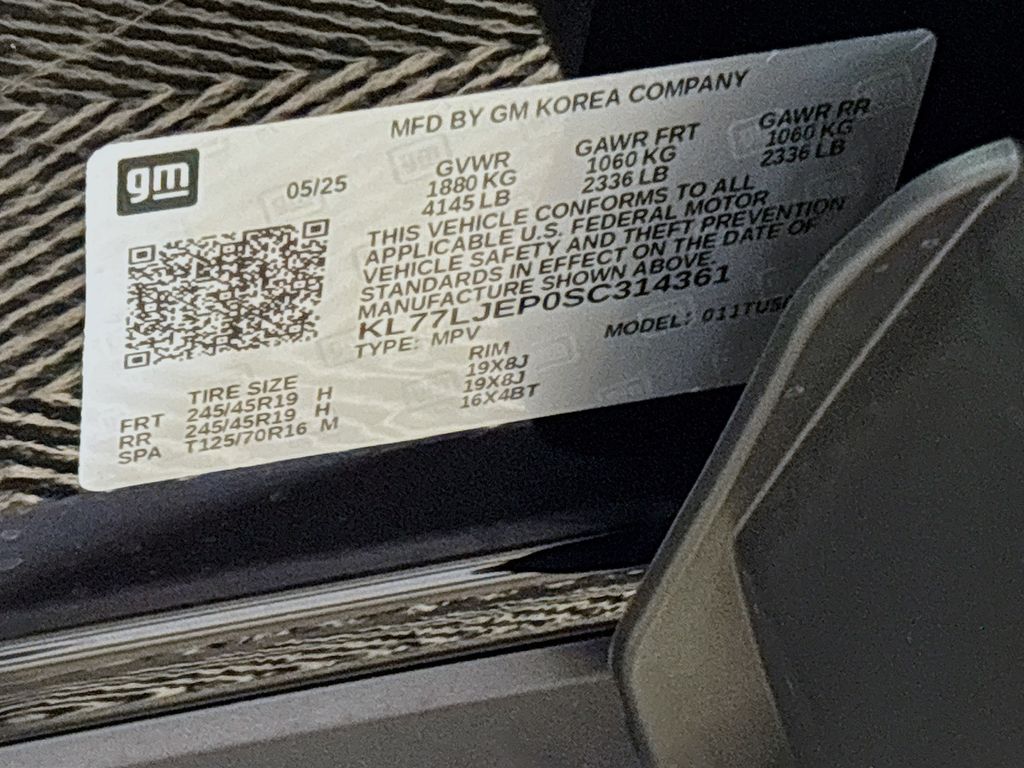 MFD BY GM KOREA COMPANY
gm
05/25
GVWR GAWR FRT GAWR RR
1880 KG 1060 KG 1060 KG
4145 LB 2336 LB 2336 LB
THIS VEHICLE CONFORMS TO ALL
APPLICABLE U.S. FEDERAL MOTOR
VEHICLE SAFETY AND THEFT PREVENTION
STANDARDS IN EFFECT ON THE DATE OF
MANUFACTURE SHOWN ABOVE.
KL77LJEP0SC314361
TYPE: MPV MODEL:
TIRE SIZE RIM
FRT 245/45R19 H 19X8J
RR 245/45R19 H 19X8J
SPA T125/70R16 M 16X4BT